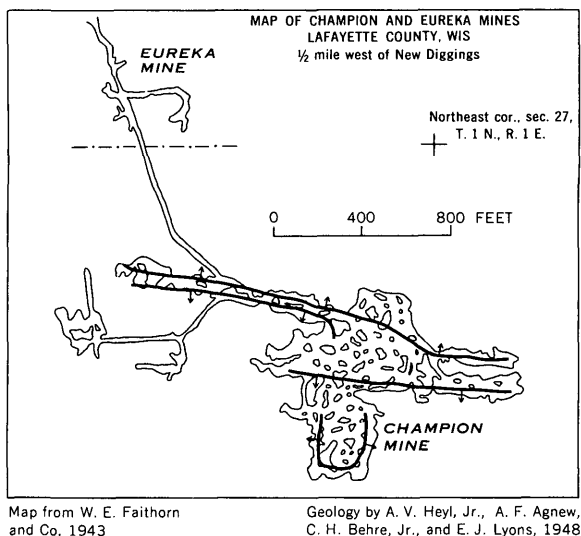 MAP OF CHAMPION AND EUREKA MINES
LAFAYETTE COUNTY, WIS
½ mile west of New Diggings
EUREKA
MINE
Northeast cor., sec. 27,
T. 1 N., R. 1 E.
0 400 800 FEET
CHAMPION
MINE
Map from W. E. Faithorn
and Co. 1943
Geology by A. V. Heyl, Jr., A. F. Agnew,
C. H. Behre, Jr., and E. J. Lyons, 1948